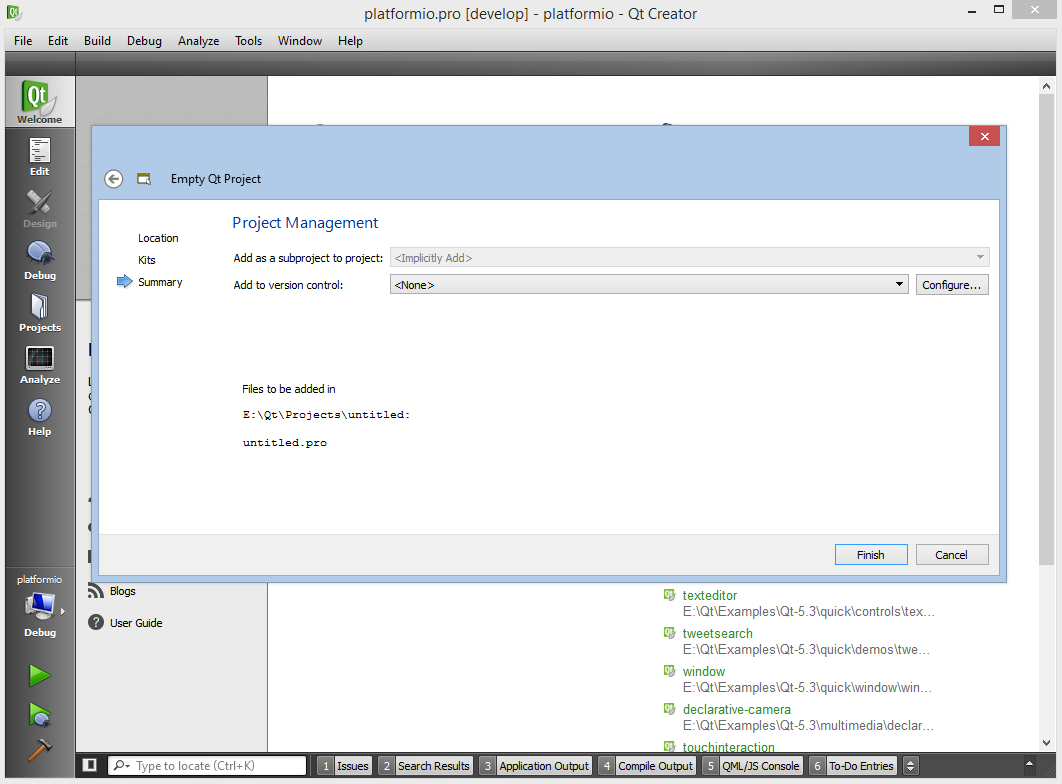 platformio.pro [develop] - platformio - Qt Creator
File Edit Build Debug Analyze Tools Window Help
Qt
Welcome
Edit
Design
Debug
Projects
Analyze
Help
Empty Qt Project
Location
Kits
Summary
Project Management
Add as a subproject to project: <Implicitly Add>
Add to version control: <None> Configure...
Files to be added in
E:\Qt\Projects\untitled:
untitled.pro
Finish Cancel
platformio
Debug
Blogs
User Guide
texteditor
E:\Qt\Examples\Qt-5.3\quick\controls\tex...
tweetsearch
E:\Qt\Examples\Qt-5.3\quick\demos\twe...
window
E:\Qt\Examples\Qt-5.3\quick\window\win...
declarative-camera
E:\Qt\Examples\Qt-5.3\multimedia\declar...
touchinteraction
Type to locate (Ctrl+K) 1 Issues 2 Search Results 3 Application Output 4 Compile Output 5 QML/JS Console 6 To-Do Entries